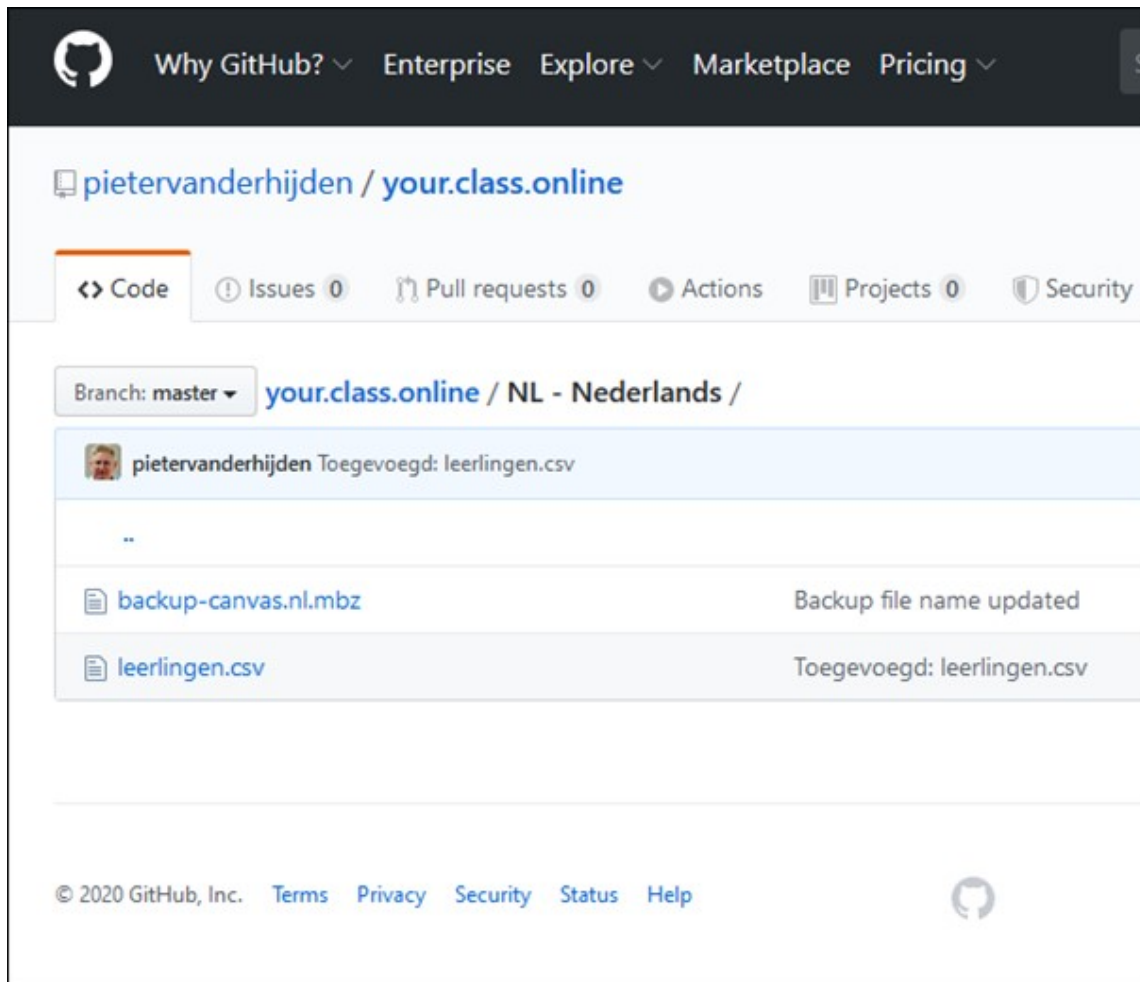 Why GitHub? Enterprise Explore Marketplace Pricing
pietervanderhijden / your.class.online
<> Code Issues 0 Pull requests 0 Actions Projects 0 Security
Branch: master your.class.online / NL - Nederlands /
pietervanderhijden Toegevoegd: leerlingen.csv
..
backup-canvas.nl.mbz Backup file name updated
leerlingen.csv Toegevoegd: leerlingen.csv
© 2020 GitHub, Inc. Terms Privacy Security Status Help